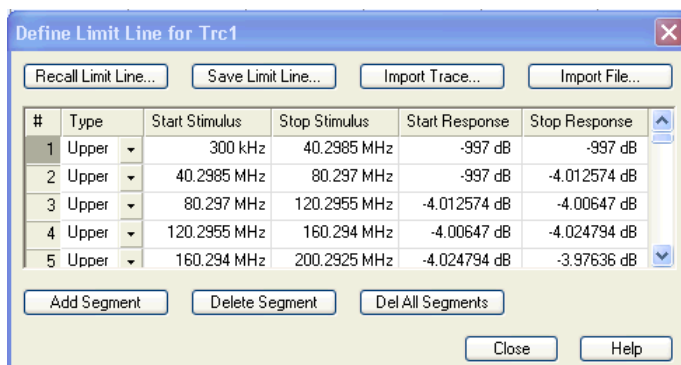 Define Limit Line for Trc1
Recall Limit Line... Save Limit Line... Import Trace... Import File...
# Type Start Stimulus Stop Stimulus Start Response Stop Response
1 Upper 300 kHz 40.2985 MHz -997 dB -997 dB
2 Upper 40.2985 MHz 80.297 MHz -997 dB -4.012574 dB
3 Upper 80.297 MHz 120.2955 MHz -4.012574 dB -4.00647 dB
4 Upper 120.2955 MHz 160.294 MHz -4.00647 dB -4.024794 dB
5 Upper 160.294 MHz 200.2925 MHz -4.024794 dB -3.97636 dB
Add Segment Delete Segment Del All Segments
Close Help